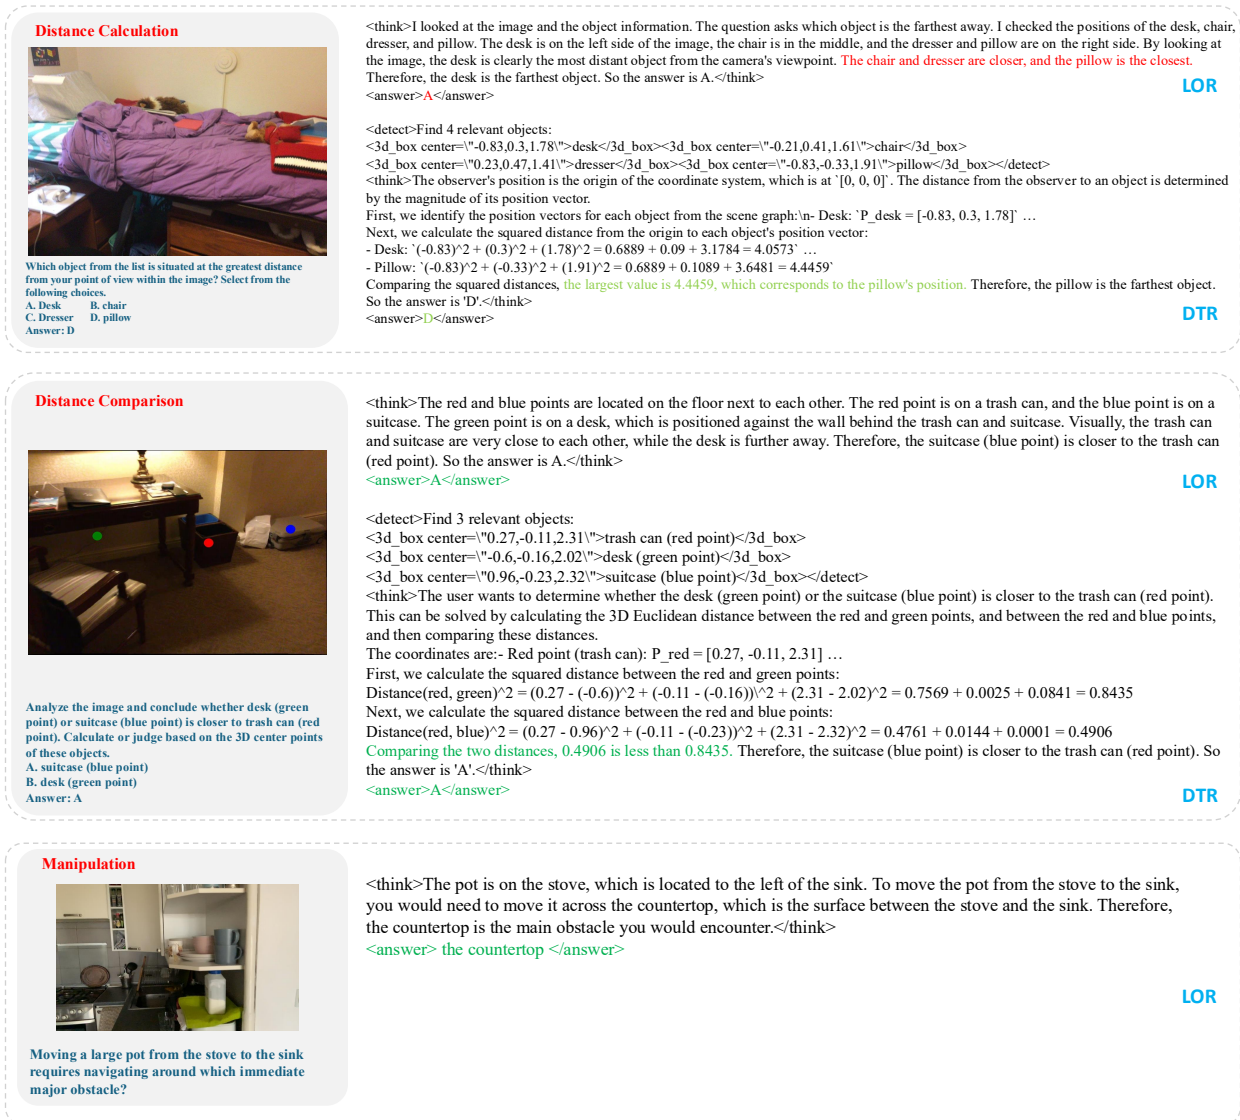 Distance Calculation
Which object from the list is situated at the greatest distance
from your point of view within the image? Select from the
following choices.
A. Desk B. chair
C. Dresser D. pillow
Answer: D
<think>I looked at the image and the object information. The question asks which object is the farthest away. I checked the positions of the desk, chair,
dresser, and pillow. The desk is on the left side of the image, the chair is in the middle, and the dresser and pillow are on the right side. By looking at
the image, the desk is clearly the most distant object from the camera's viewpoint. The chair and dresser are closer, and the pillow is the closest.
Therefore, the desk is the farthest object. So the answer is A.</think>
<answer>A</answer>
LOR
<detect>Find 4 relevant objects:
<3d_box center=\"-0.83,0.3,1.78\">desk</3d_box><3d_box center=\"-0.21,0.41,1.61\">chair</3d_box>
<3d_box center=\"0.23,0.47,1.41\">dresser</3d_box><3d_box center=\"-0.83,-0.33,1.91\">pillow</3d_box></detect>
<think>The observer's position is the origin of the coordinate system, which is at `[0, 0, 0]`. The distance from the observer to an object is determined
by the magnitude of its position vector.
First, we identify the position vectors for each object from the scene graph:\n- Desk: `P_desk = [-0.83, 0.3, 1.78]` …
Next, we calculate the squared distance from the origin to each object's position vector:
- Desk: `(-0.83)^2 + (0.3)^2 + (1.78)^2 = 0.6889 + 0.09 + 3.1784 = 4.0573` …
- Pillow: `(-0.83)^2 + (-0.33)^2 + (1.91)^2 = 0.6889 + 0.1089 + 3.6481 = 4.4459`
Comparing the squared distances, the largest value is 4.4459, which corresponds to the pillow's position. Therefore, the pillow is the farthest object.
So the answer is 'D'.</think>
<answer>D</answer>
DTR
Distance Comparison
Analyze the image and conclude whether desk (green
point) or suitcase (blue point) is closer to trash can (red
point). Calculate or judge based on the 3D center points
of these objects.
A. suitcase (blue point)
B. desk (green point)
Answer: A
<think>The red and blue points are located on the floor next to each other. The red point is on a trash can, and the blue point is on a
suitcase. The green point is on a desk, which is positioned against the wall behind the trash can and suitcase. Visually, the trash can
and suitcase are very close to each other, while the desk is further away. Therefore, the suitcase (blue point) is closer to the trash can
(red point). So the answer is A.</think>
<answer>A</answer>
LOR
<detect>Find 3 relevant objects:
<3d_box center=\"0.27,-0.11,2.31\">trash can (red point)</3d_box>
<3d_box center=\"-0.6,-0.16,2.02\">desk (green point)</3d_box>
<3d_box center=\"0.96,-0.23,2.32\">suitcase (blue point)</3d_box></detect>
<think>The user wants to determine whether the desk (green point) or the suitcase (blue point) is closer to the trash can (red point).
This can be solved by calculating the 3D Euclidean distance between the red and green points, and between the red and blue points,
and then comparing these distances.
The coordinates are:- Red point (trash can): P_red = [0.27, -0.11, 2.31] …
First, we calculate the squared distance between the red and green points:
Distance(red, green)^2 = (0.27 - (-0.6))^2 + (-0.11 - (-0.16))\^2 + (2.31 - 2.02)^2 = 0.7569 + 0.0025 + 0.0841 = 0.8435
Next, we calculate the squared distance between the red and blue points:
Distance(red, blue)^2 = (0.27 - 0.96)^2 + (-0.11 - (-0.23))^2 + (2.31 - 2.32)^2 = 0.4761 + 0.0144 + 0.0001 = 0.4906
Comparing the two distances, 0.4906 is less than 0.8435. Therefore, the suitcase (blue point) is closer to the trash can (red point). So
the answer is 'A'.</think>
<answer>A</answer>
DTR
Manipulation
Moving a large pot from the stove to the sink
requires navigating around which immediate
major obstacle?
<think>The pot is on the stove, which is located to the left of the sink. To move the pot from the stove to the sink,
you would need to move it across the countertop, which is the surface between the stove and the sink. Therefore,
the countertop is the main obstacle you would encounter.</think>
<answer> the countertop </answer>
LOR